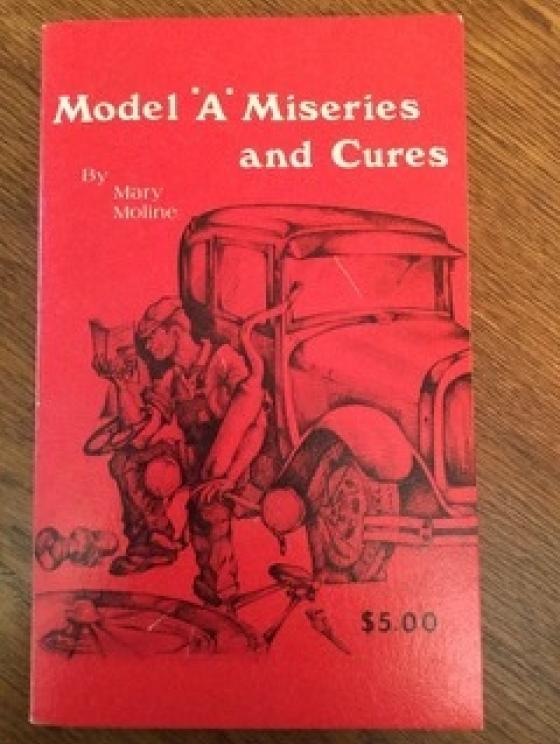 Model "A" Miseries
and Cures
By
Mary
Moline
$5.00